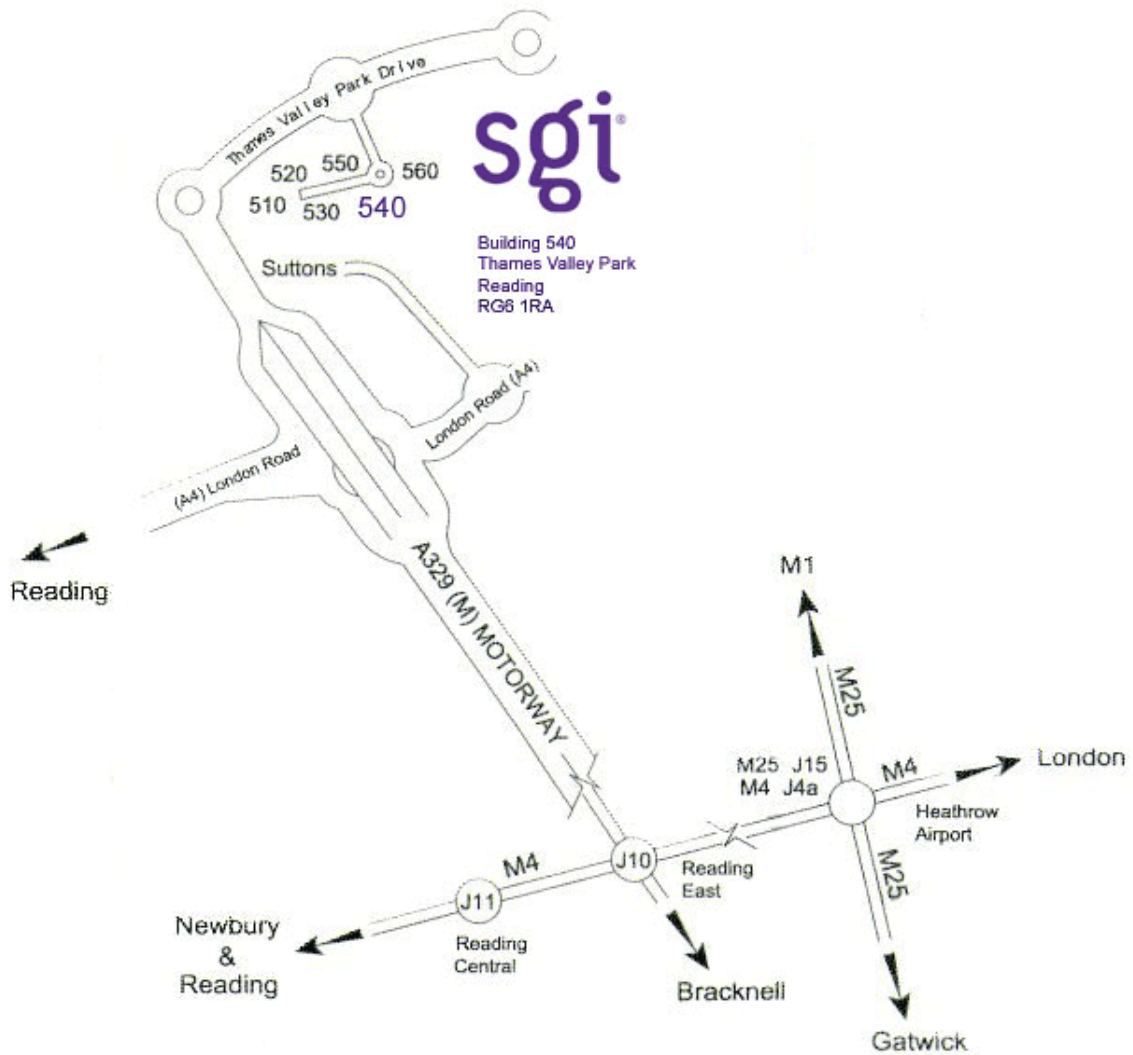 Thames Valley Park Drive
sgi®
520 550 560
510 530 540
Building 540
Thames Valley Park
Reading
RG6 1RA
Suttons
London Road (A4)
(A4) London Road
Reading
A329 (M) MOTORWAY
M1
M25
M25 J15
M4 J4a
M4
London
Heathrow
Airport
M25
Gatwick
J10
Reading
East
M4
J11
Reading
Central
Newbury
&
Reading
Bracknell